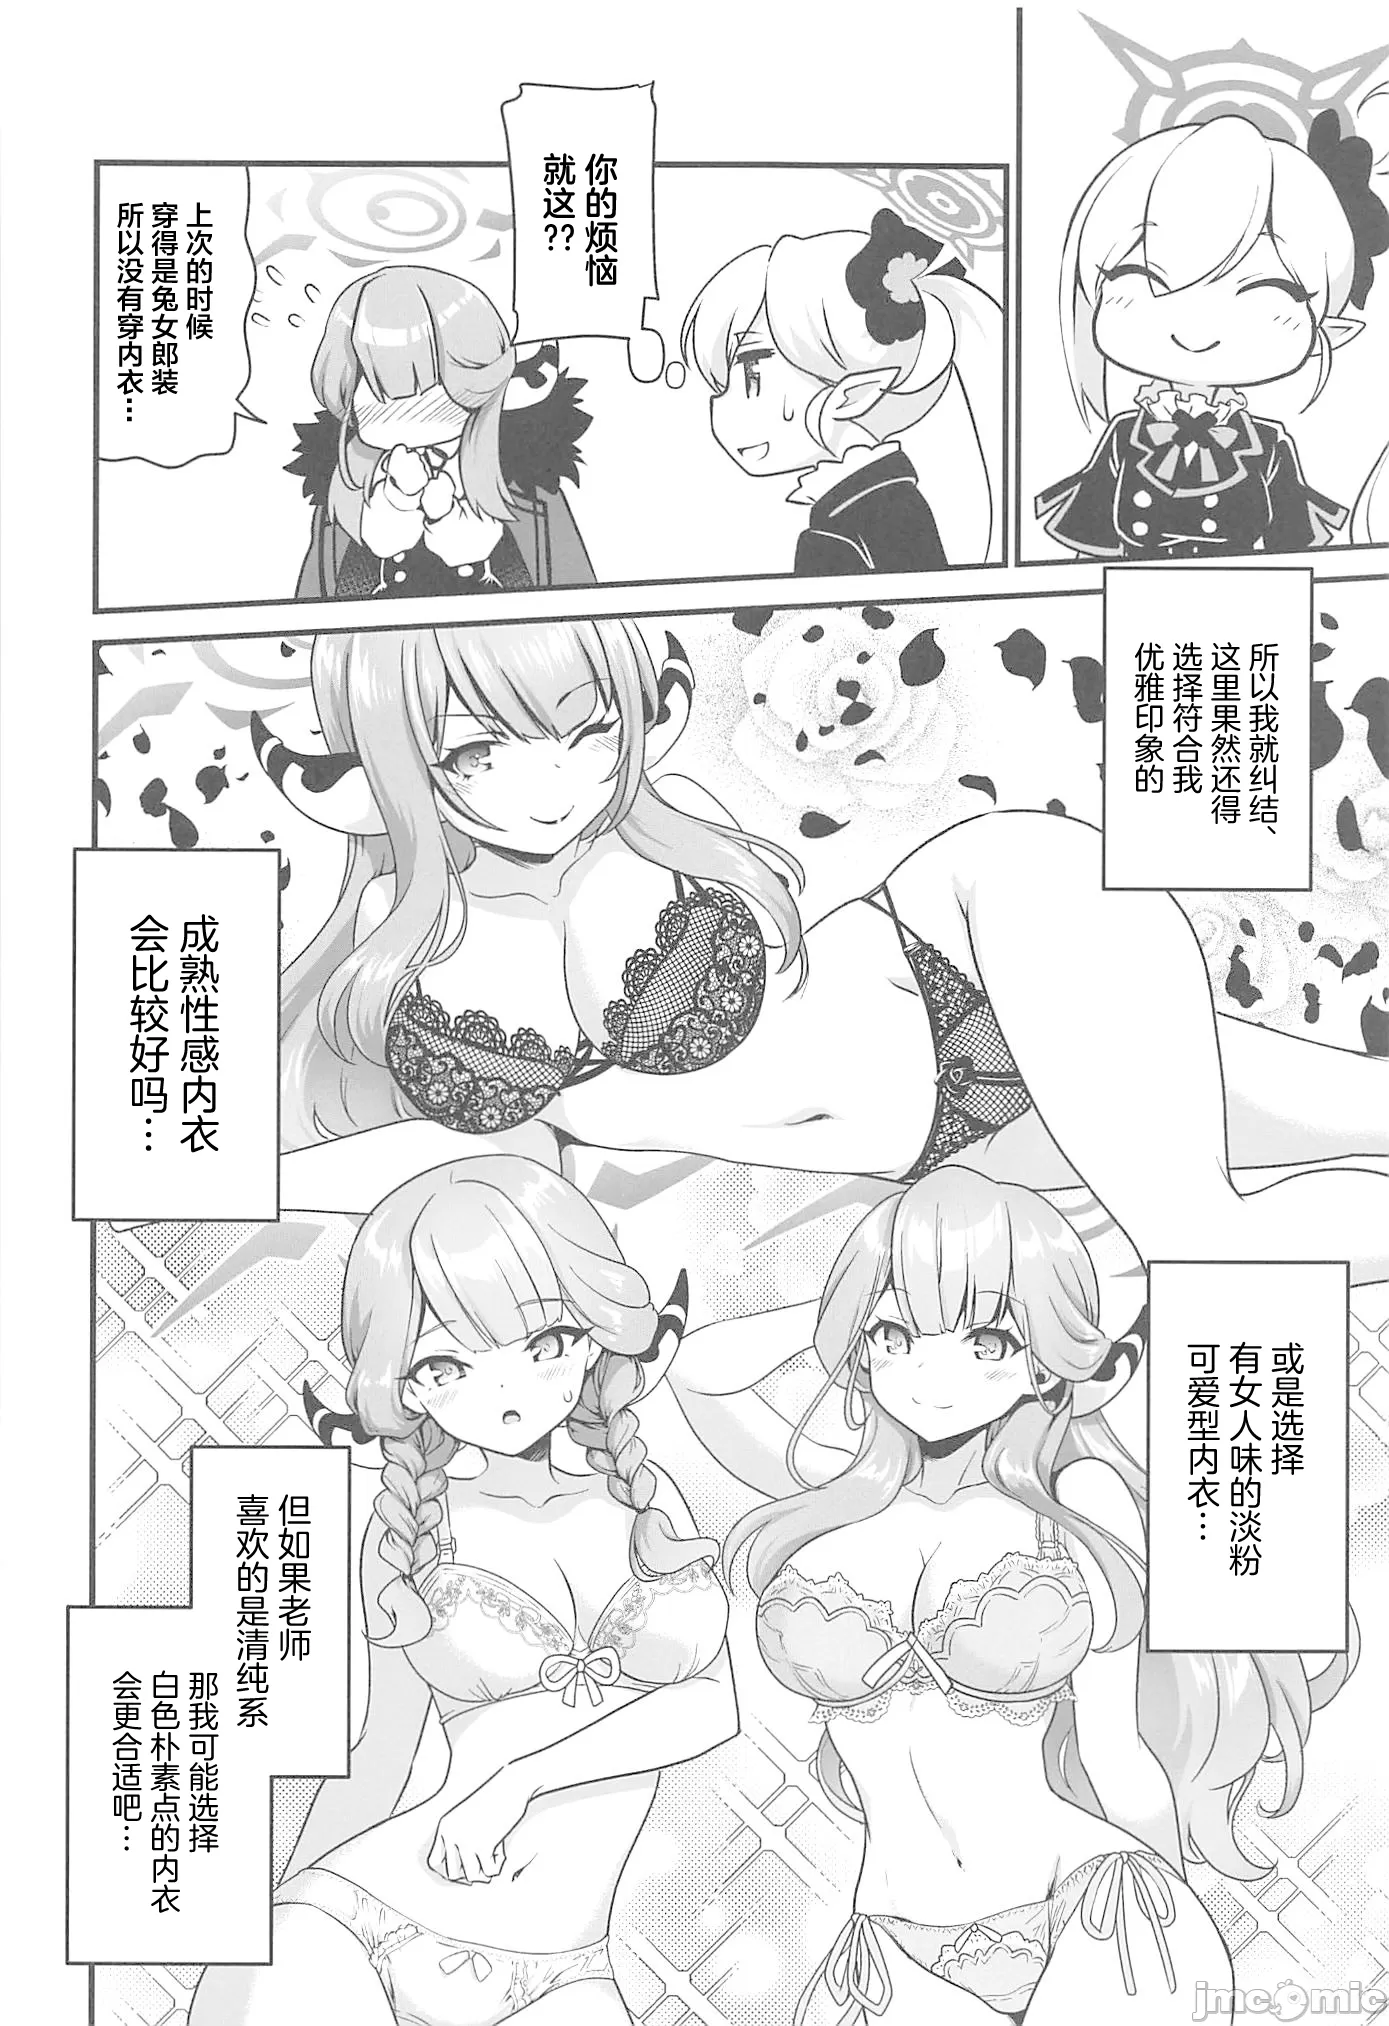 你的烦恼
就这??
上次的时候
穿得是兔女郎装
所以没有穿内衣…
所以我就纠结、
这里果然还得
选择符合我
优雅印象的
成熟性感内衣
会比较好吗…
或是选择
有女人味的淡粉
可爱型内衣…
但如果老师
喜欢的是清纯系
那我可能选择
白色朴素点的内衣
会更合适吧…
jmcomic